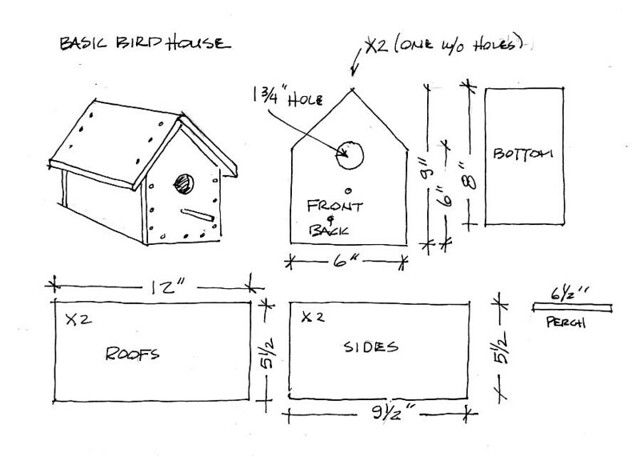 BASIC BIRD HOUSE
X2 (ONE W/O HOLES)
1 3/4" HOLE
FRONT
&
BACK
9"
6"
6"
BOTTOM
8"
12"
X2
ROOFS
5 1/2
X2
SIDES
5 1/2
9 1/2"
6 1/2"
PERCH